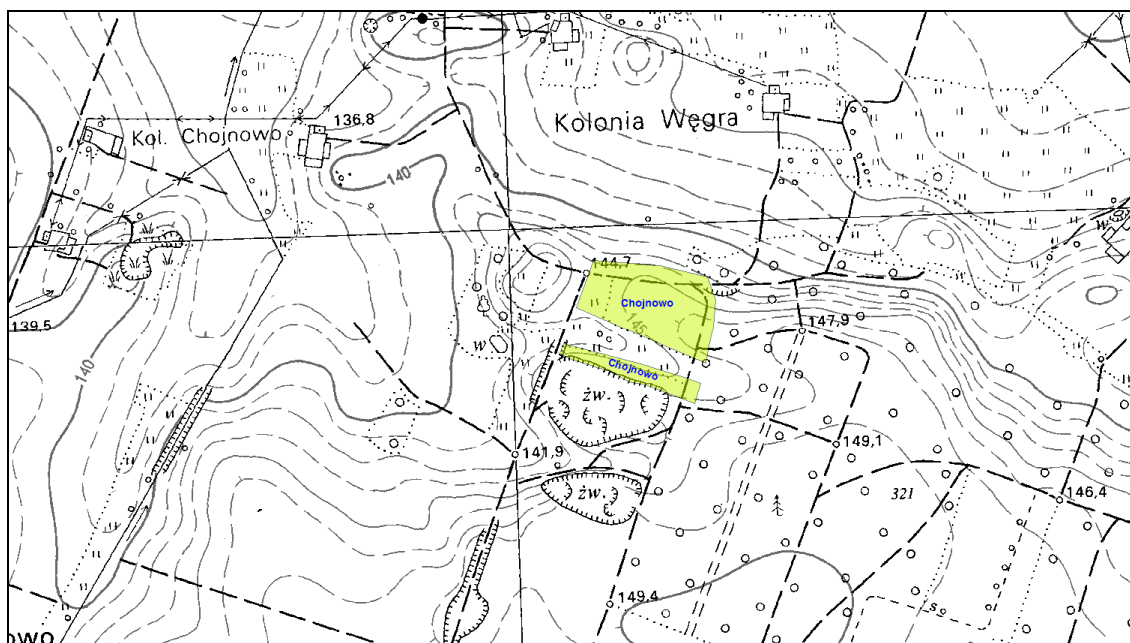 136,8
Kolonia Węgra
Kol. Chojnowo
140
w
144,7
Chojnowo
145
139,5
147,9
w
140
Chojnowo
żw.
149,1
141,9
żw.
321
146,4
149,4
s
owo